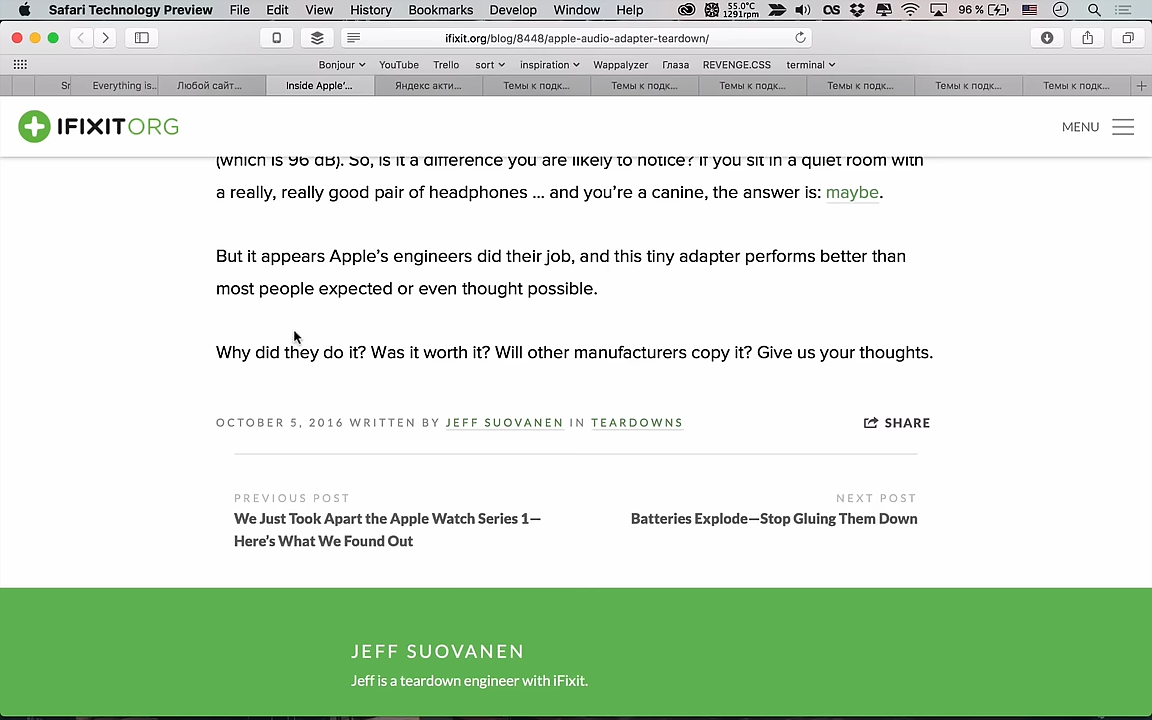 Safari Technology Preview File Edit View History Bookmarks Develop Window Help 55.0°C 1291rpm 96 %
ifixit.org/blog/8448/apple-audio-adapter-teardown/
Bonjour YouTube Trello sort inspiration Wappalyzer Глаза REVENGE.CSS terminal
Sr Everything is.. Любой сайт... Inside Apple'... Яндекс акти... Темы к подк... Темы к подк... Темы к подк... Темы к подк... Темы к подк... Темы к подк...
IFIXITORG MENU
(which is 96 dB). So, is it a difference you are likely to notice? If you sit in a quiet room with
a really, really good pair of headphones ... and you're a canine, the answer is: maybe.
But it appears Apple's engineers did their job, and this tiny adapter performs better than
most people expected or even thought possible.
Why did they do it? Was it worth it? Will other manufacturers copy it? Give us your thoughts.
OCTOBER 5, 2016 WRITTEN BY JEFF SUOVANEN IN TEARDOWNS SHARE
PREVIOUS POST
We Just Took Apart the Apple Watch Series 1—
Here's What We Found Out
NEXT POST
Batteries Explode—Stop Gluing Them Down
JEFF SUOVANEN
Jeff is a teardown engineer with iFixit.